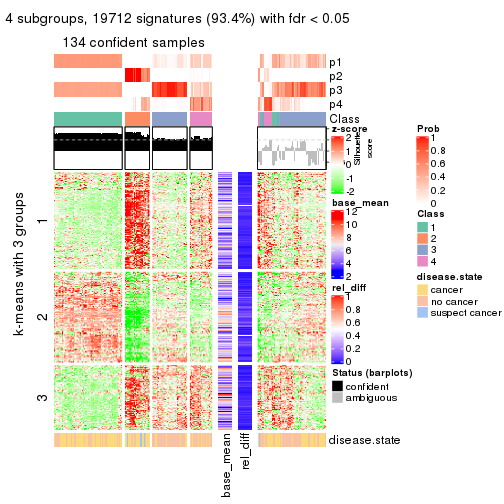 4 subgroups, 19712 signatures (93.4%) with fdr < 0.05
134 confident samples
p1
p2
p3
p4
Class
Silhouette
score
k-means with 3 groups
1
2
3
z-score
2
1
0
-1
-2
base_mean
12
10
8
6
4
2
rel_diff
1
0.8
0.6
0.4
0.2
0
Status (barplots)
confident
ambiguous
Prob
1
0.8
0.6
0.4
0.2
0
Class
1
2
3
4
disease.state
cancer
no cancer
suspect cancer
disease.state
base_mean
rel_diff